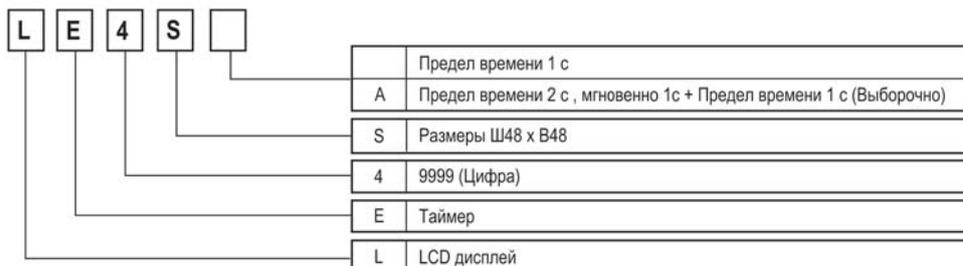 L E 4 S
Предел времени 1 с
A Предел времени 2 с , мгновенно 1с + Предел времени 1 с (Выборочно)
S Размеры Ш48 x В48
4 9999 (Цифра)
E Таймер
L LCD дисплей